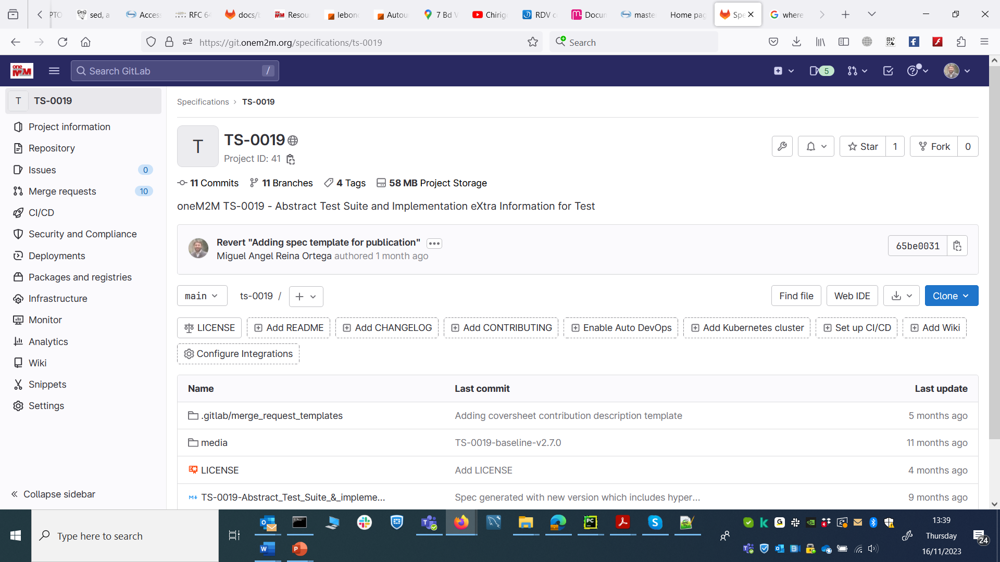 PTO
sed, a
Access
RFC 64
docs/b
Resou
lebonc
Autou
7 Bd V
Chirigo
RDV co
Docun
maste
Home pag
Spe
where
https://git.onem2m.org/specifications/ts-0019
Search
one M2M
Search GitLab
/
5
T
TS-0019
Project information
Repository
Issues
0
Merge requests
10
CI/CD
Security and Compliance
Deployments
Packages and registries
Infrastructure
Monitor
Analytics
Wiki
Snippets
Settings
Collapse sidebar
Specifications
TS-0019
T
TS-0019
Project ID: 41
Star
1
Fork
0
11 Commits
11 Branches
4 Tags
58 MB Project Storage
oneM2M TS-0019 - Abstract Test Suite and Implementation eXtra Information for Test
Revert "Adding spec template for publication"
Miguel Angel Reina Ortega authored 1 month ago
65be0031
main
ts-0019 /
Find file
Web IDE
Clone
LICENSE
Add README
Add CHANGELOG
Add CONTRIBUTING
Enable Auto DevOps
Add Kubernetes cluster
Set up CI/CD
Add Wiki
Configure Integrations
Name Last commit Last update
.gitlab/merge_request_templates Adding coversheet contribution description template 5 months ago
media TS-0019-baseline-v2.7.0 11 months ago
LICENSE Add LICENSE 4 months ago
TS-0019-Abstract_Test_Suite_&_impleme... Spec generated with new version which includes hyper... 9 months ago
Type here to search
13:39
Thursday
16/11/2023
24